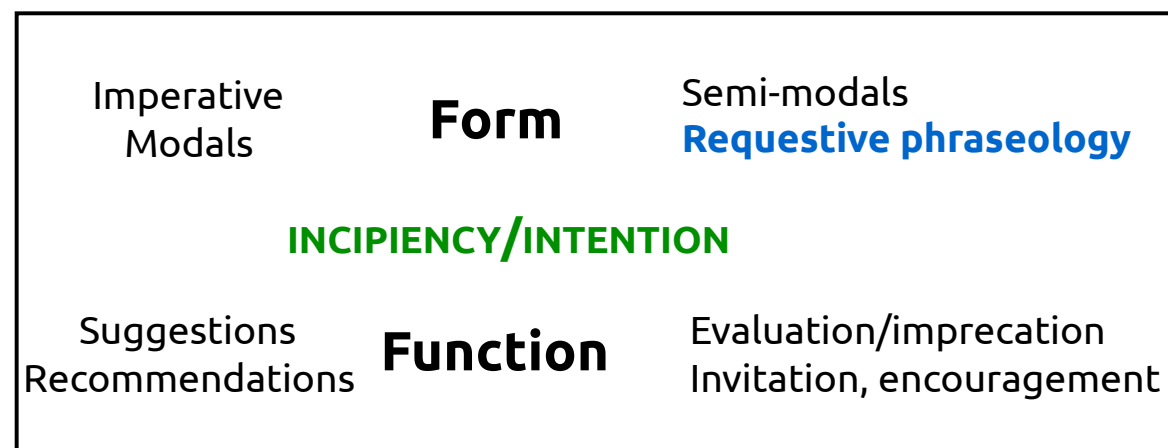 Imperative
Modals
Form
Semi-modals
Requestive phraseology
INCIPIENCY/INTENTION
Suggestions
Recommendations
Function
Evaluation/imprecation
Invitation, encouragement